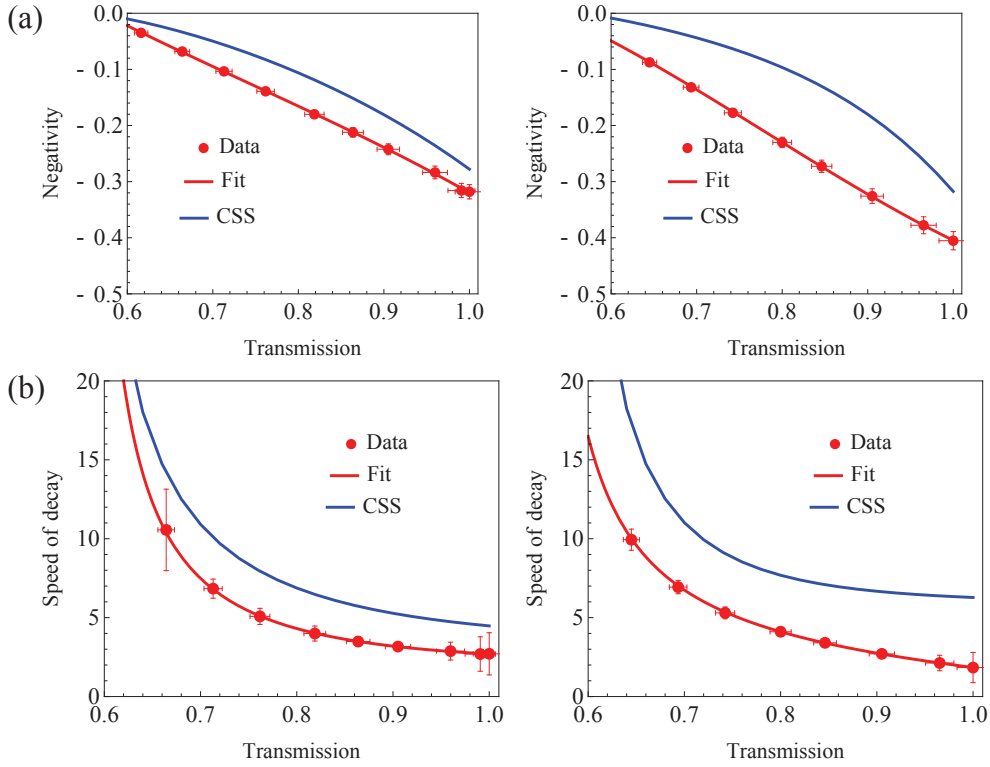 (a)
0.0
- 0.1
- 0.2
- 0.3
- 0.4
- 0.5
Negativity
Data
Fit
CSS
0.6 0.7 0.8 0.9 1.0
Transmission
0.0
- 0.1
- 0.2
- 0.3
- 0.4
- 0.5
Negativity
Data
Fit
CSS
0.6 0.7 0.8 0.9 1.0
Transmission
(b)
20
15
10
5
0
Speed of decay
Data
Fit
CSS
0.6 0.7 0.8 0.9 1.0
Transmission
20
15
10
5
0
Speed of decay
Data
Fit
CSS
0.6 0.7 0.8 0.9 1.0
Transmission